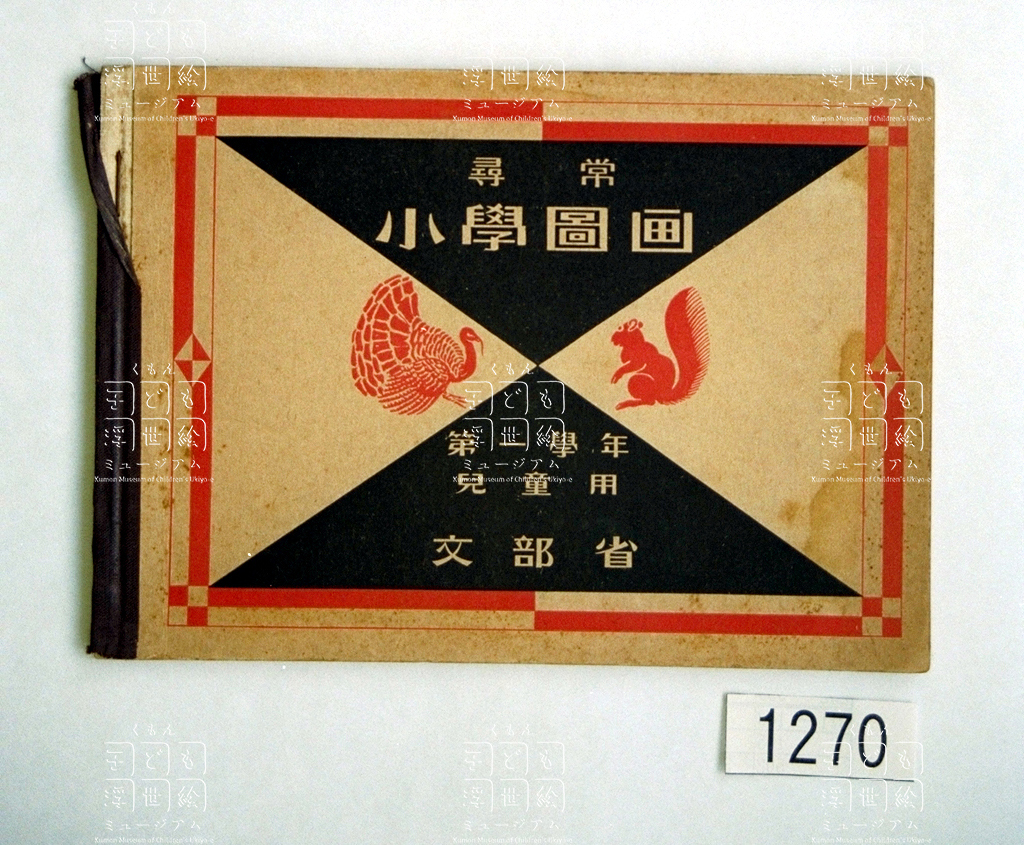 尋常
小學圖画
第一學年
兒童用
文部省
1270
くもん
子ども
浮世絵
ミュージアム
Kumon Museum of Children's Ukiyo-e